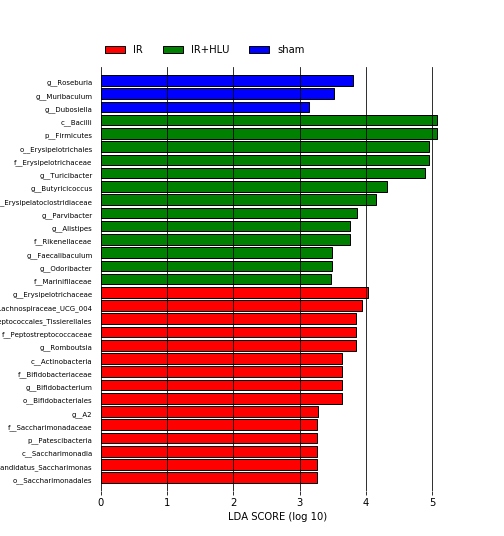 IR IR+HLU sham
g__Roseburia
g__Muribaculum
g__Dubosiella
c__Bacilli
p__Firmicutes
o__Erysipelotrichales
f__Erysipelotrichaceae
g__Turicibacter
g__Butyricicoccus
_Erysipelatoclostridiaceae
g__Parvibacter
g__Alistipes
f__Rikenellaceae
g__Faecalibaculum
g__Odoribacter
f__Marinifilaceae
g__Erysipelotrichaceae
Lachnospiraceae_UCG_004
eptococcales_Tissierellales
f__Peptostreptococcaceae
g__Romboutsia
c__Actinobacteria
f__Bifidobacteriaceae
g__Bifidobacterium
o__Bifidobacteriales
g__A2
f__Saccharimonadaceae
p__Patescibacteria
c__Saccharimonadia
andidatus_Saccharimonas
o__Saccharimonadales
0 1 2 3 4 5
LDA SCORE (log 10)